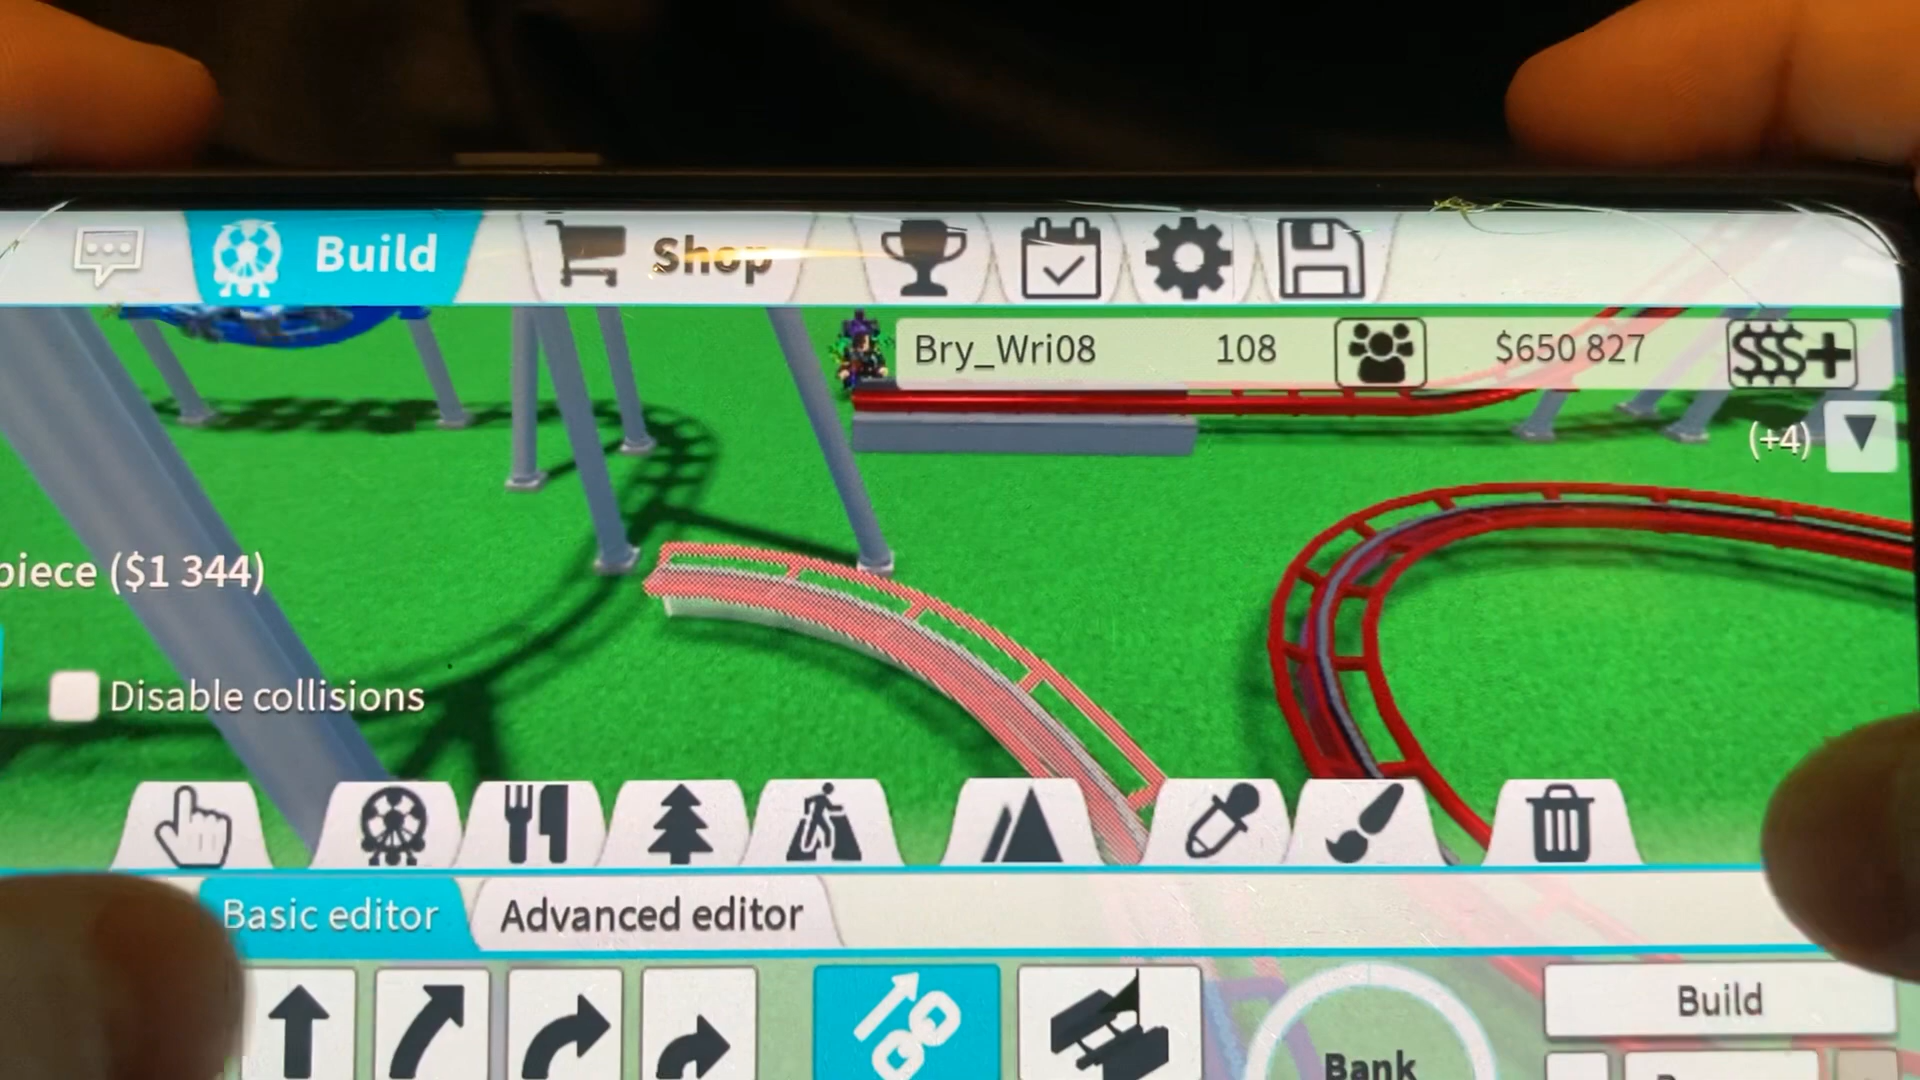 Build
Shop
Bry_Wri08 108 $650 827 $$$+
(+4)
piece ($1 344)
Disable collisions
Basic editor
Advanced editor
Build
Bank